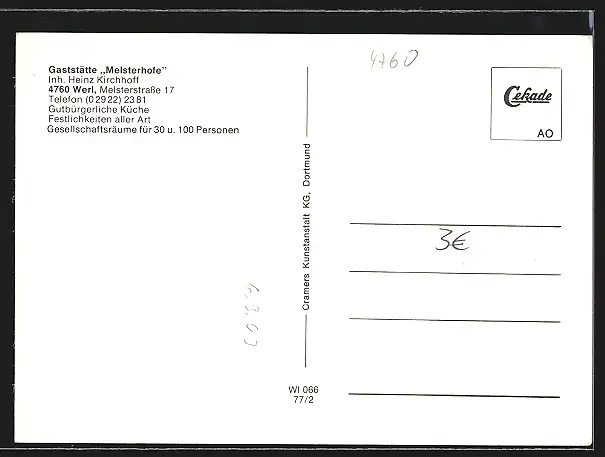 Gaststätte „Melsterhofe"
Inh. Heinz Kirchhoff
4760 Werl, Melsterstraße 17
Telefon (0 29 22) 23 81
Gutbürgerliche Küche
Festlichkeiten aller Art
Gesellschaftsräume für 30 u. 100 Personen
Cramers Kunstanstalt KG, Dortmund
WI 066
77/2
4760
Cekade
AO
3€